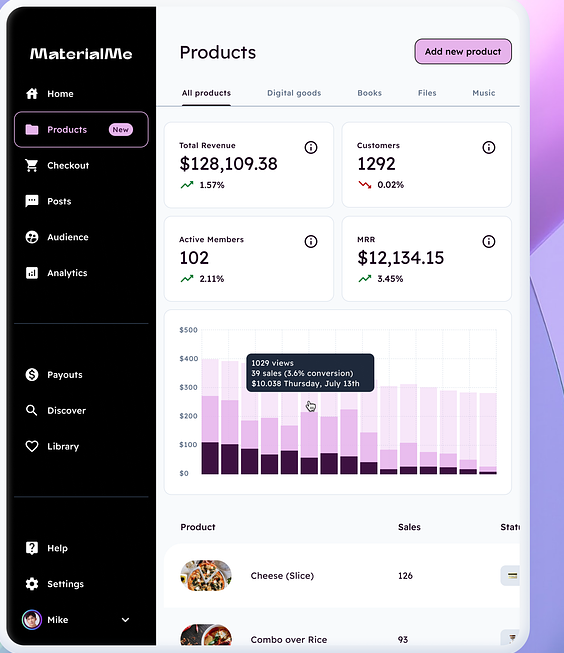 MaterialMe
Home
Products New
Checkout
Posts
Audience
Analytics
Payouts
Discover
Library
Help
Settings
Mike
Products
Add new product
All products Digital goods Books Files Music
Total Revenue
$128,109.38
1.57%
Customers
1292
0.02%
Active Members
102
2.11%
MRR
$12,134.15
3.45%
$500
$400
$300
$200
$100
$0
1029 views
39 sales (3.6% conversion)
$10.038 Thursday, July 13th
Product Sales
Cheese (Slice) 126
Combo over Rice 93